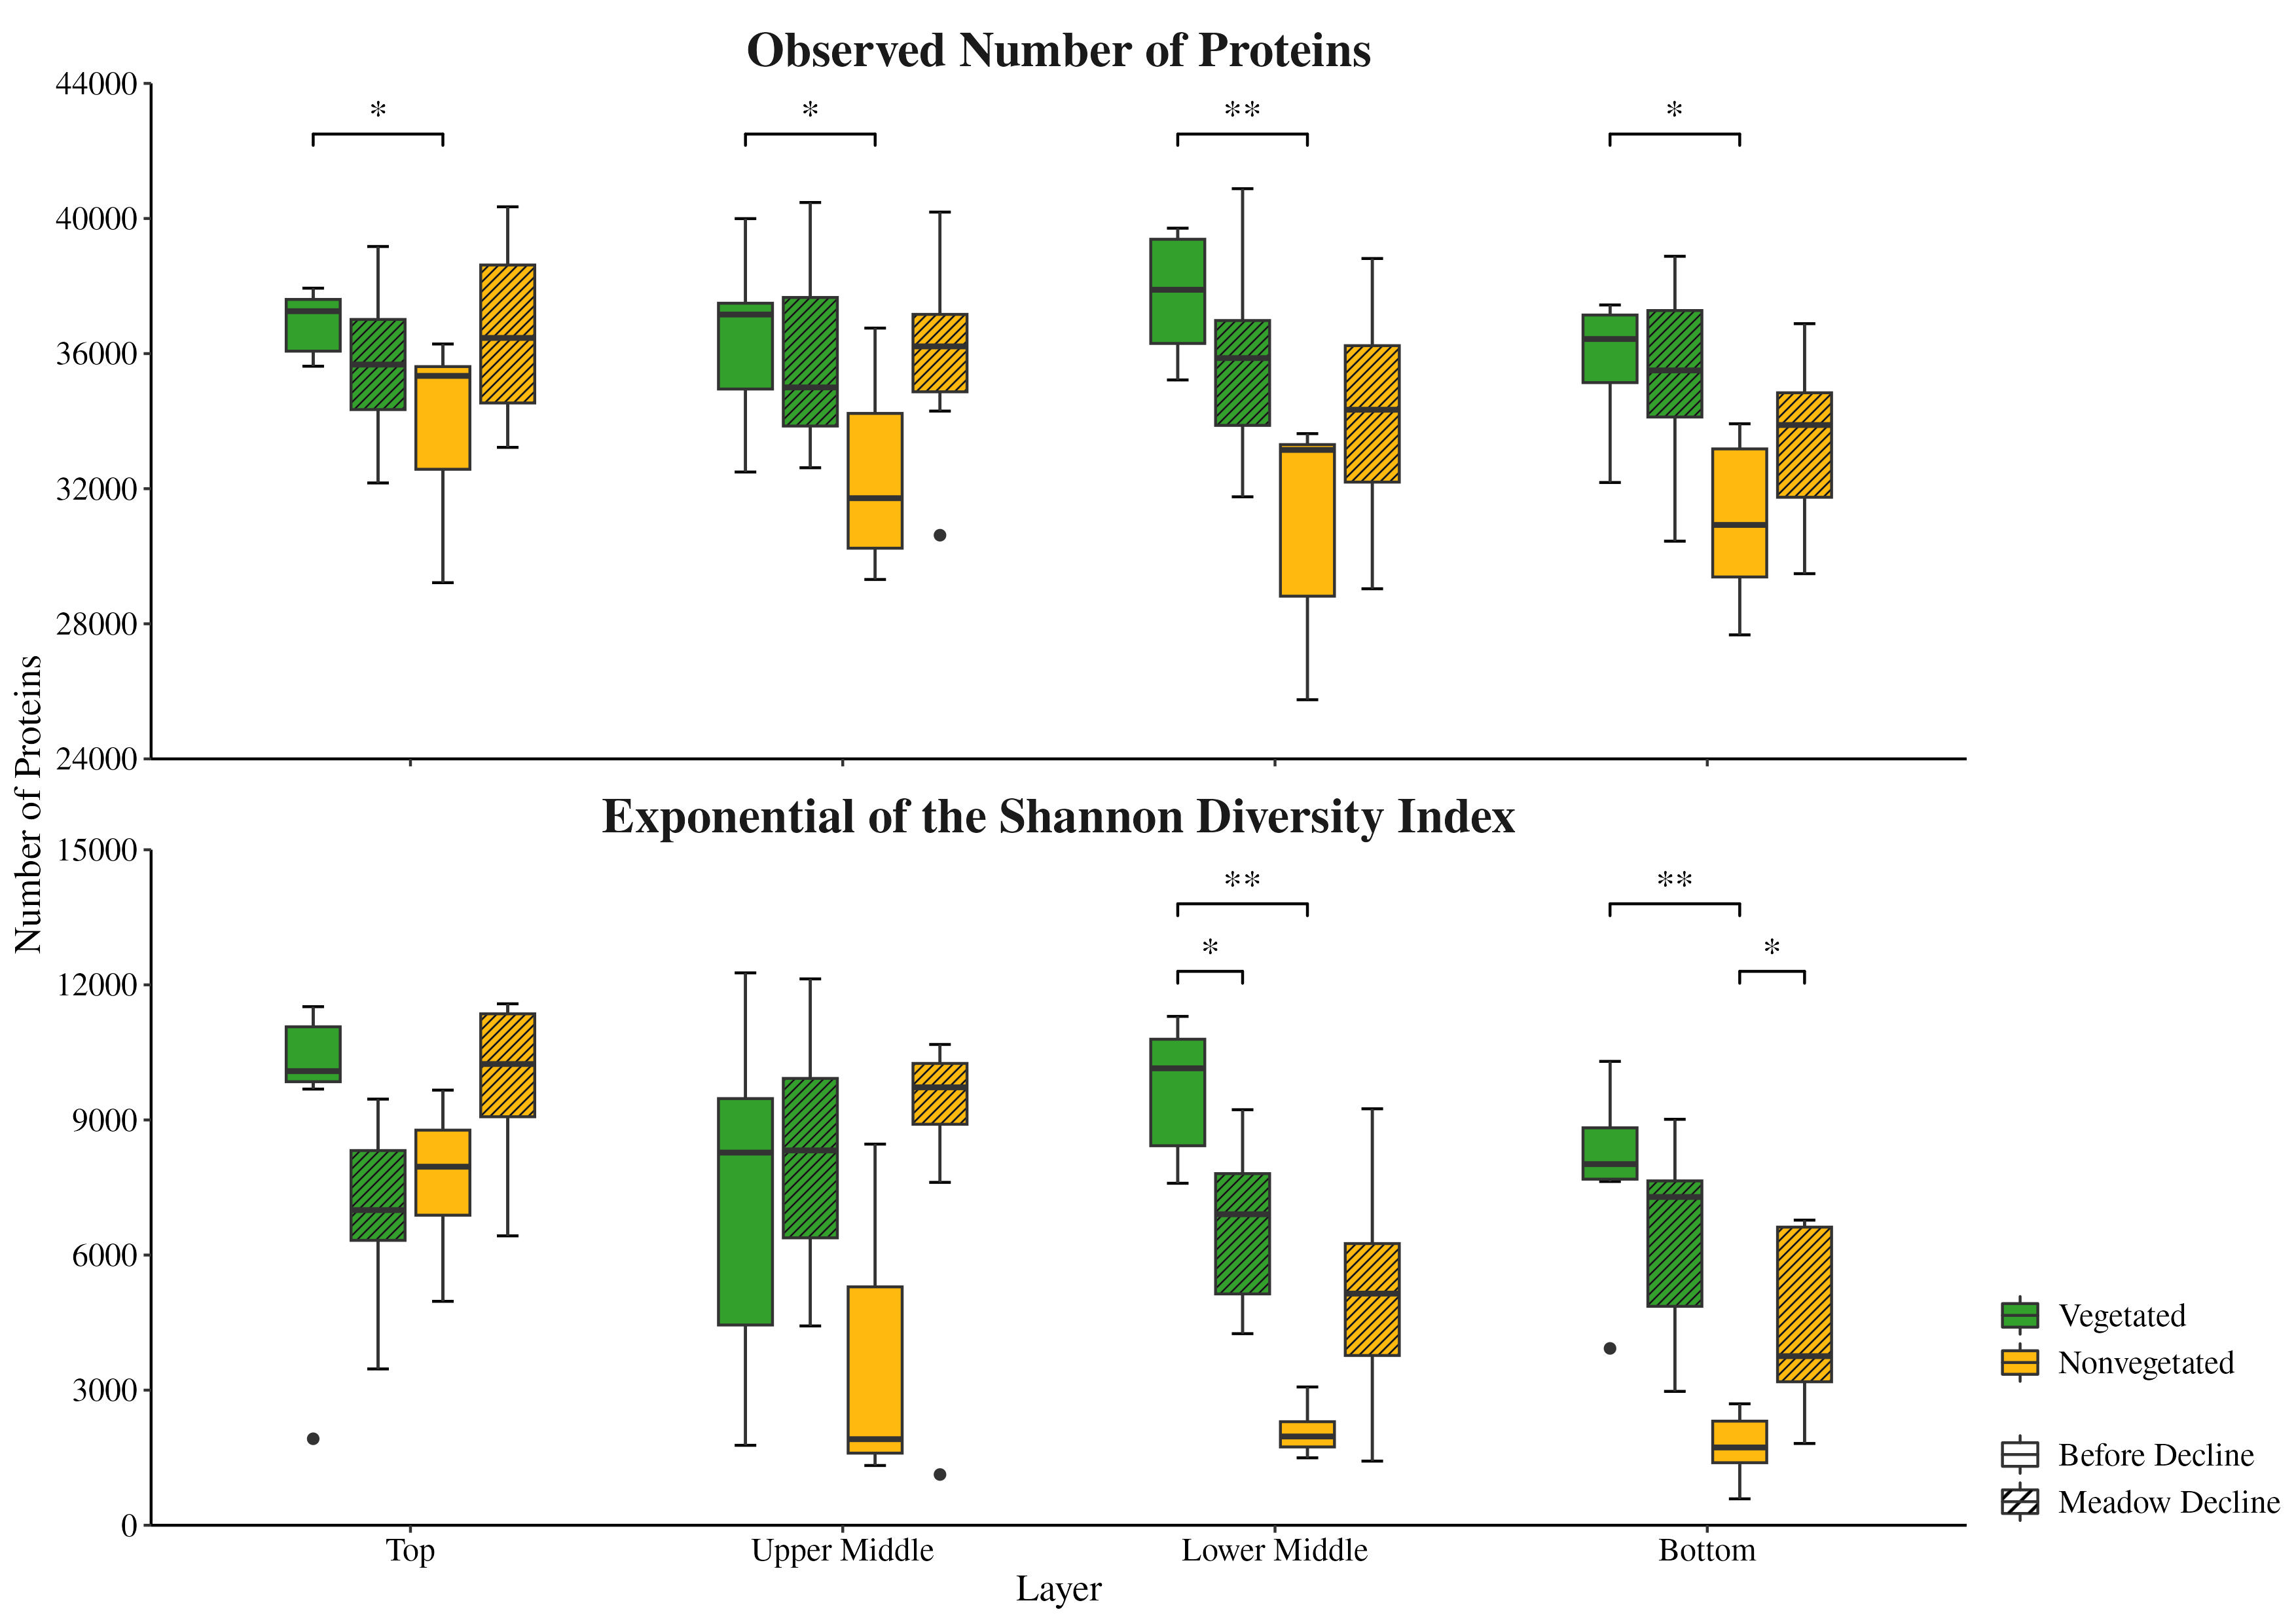 Observed Number of Proteins
44000
* * ** *
40000
36000
32000
28000
24000
Number of Proteins
Exponential of the Shannon Diversity Index
15000
** **
* *
12000
9000
6000
3000
0
Top Upper Middle Lower Middle Bottom
Layer
Vegetated
Nonvegetated
Before Decline
Meadow Decline